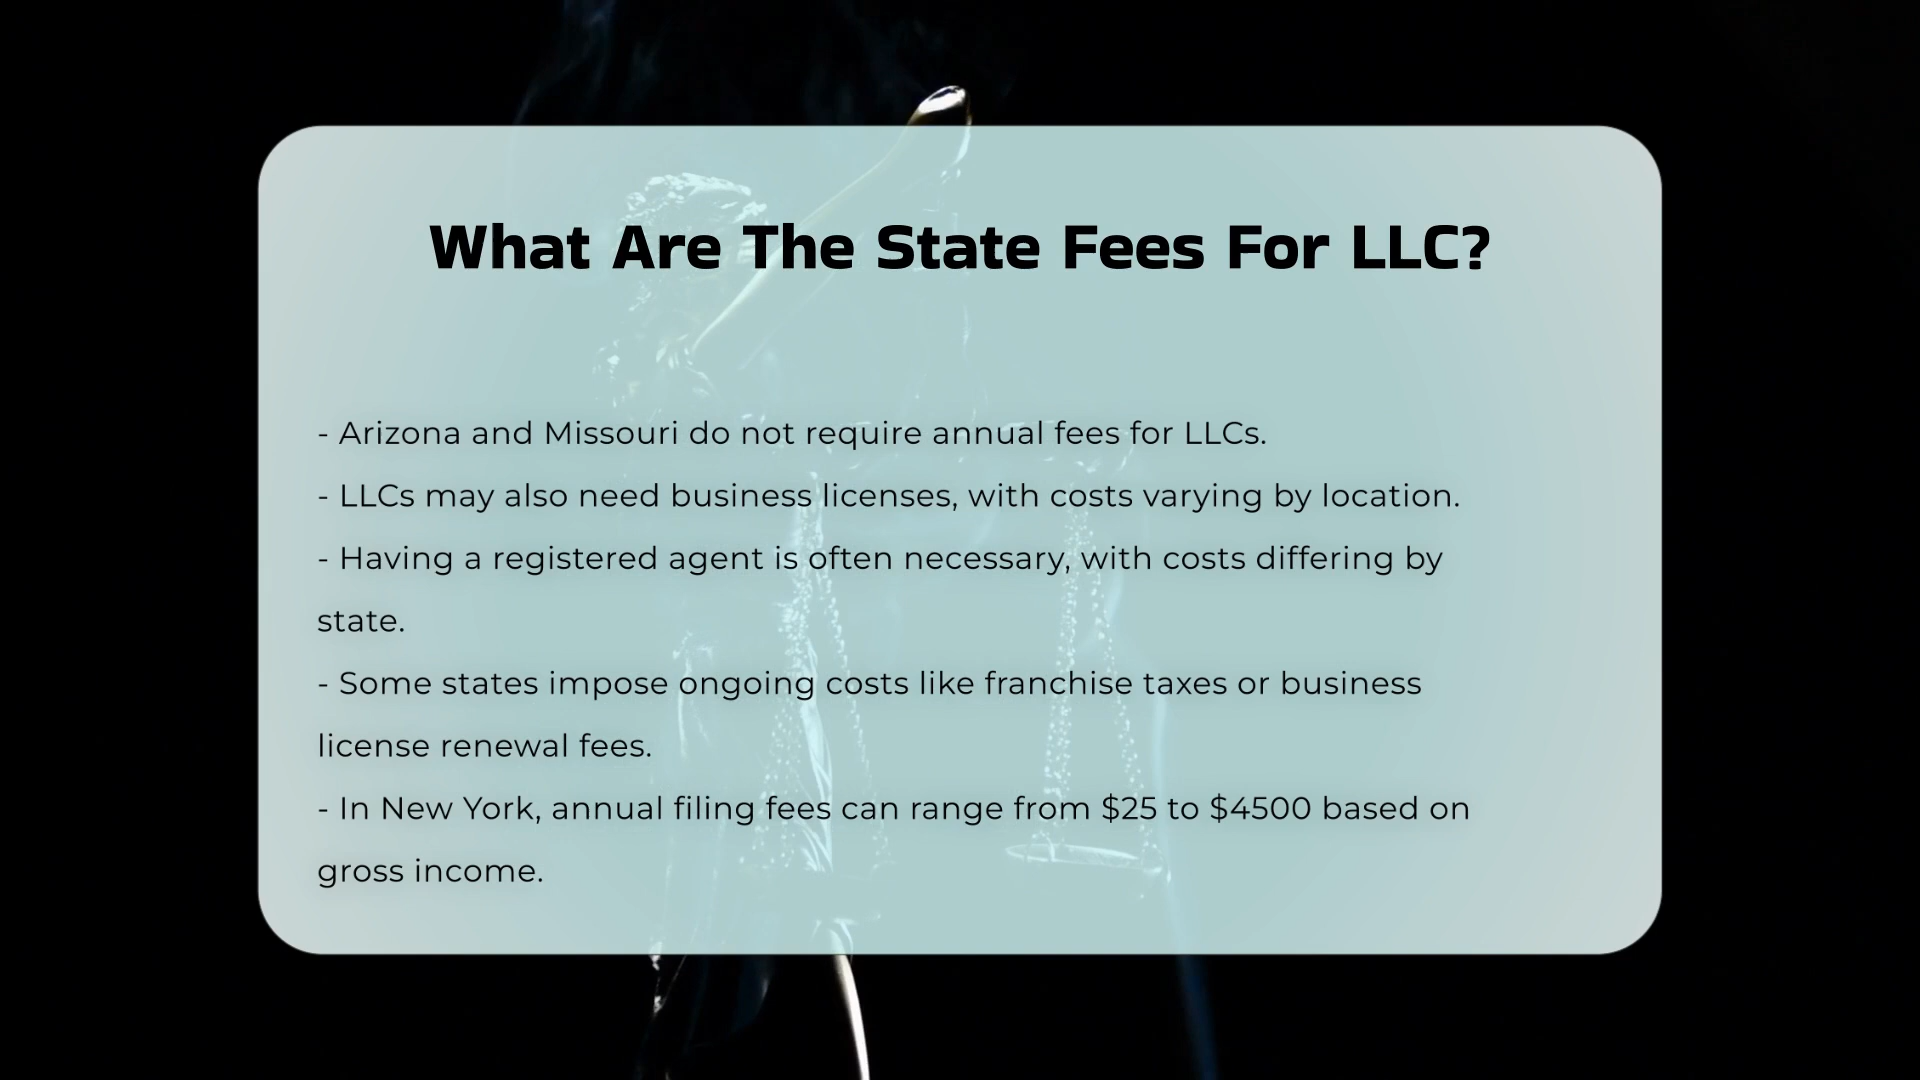 What Are The State Fees For LLC?
- Arizona and Missouri do not require annual fees for LLCs.
- LLCs may also need business licenses, with costs varying by location.
- Having a registered agent is often necessary, with costs differing by
state.
- Some states impose ongoing costs like franchise taxes or business
license renewal fees.
- In New York, annual filing fees can range from $25 to $4500 based on
gross income.